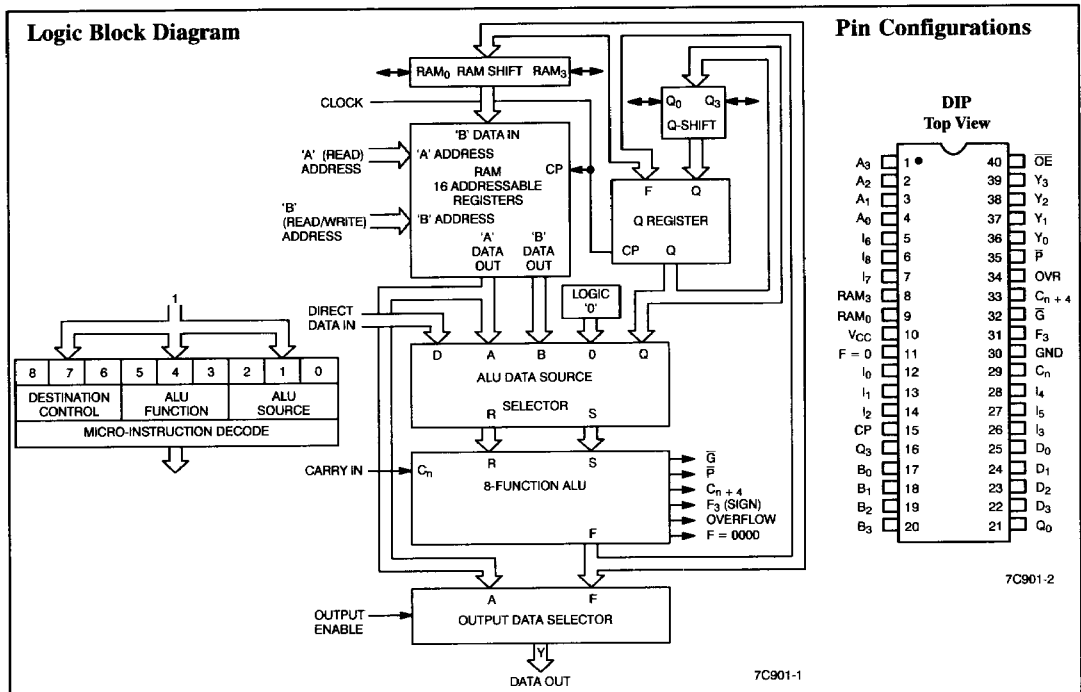 Logic Block Diagram
RAM0 RAM SHIFT RAM3
CLOCK
Q0 Q3
Q-SHIFT
'B' DATA IN
'A' (READ)
ADDRESS
'A' ADDRESS
RAM
16 ADDRESSABLE
REGISTERS
CP
'B'
(READ/WRITE)
ADDRESS
'B' ADDRESS
'A'
DATA
OUT
'B'
DATA
OUT
F Q
Q REGISTER
CP Q
DIRECT
DATA IN
LOGIC
'0'
D A B 0 Q
ALU DATA SOURCE
SELECTOR
R S
1
8 7 6 5 4 3 2 1 0
DESTINATION
CONTROL
ALU
FUNCTION
ALU
SOURCE
MICRO-INSTRUCTION DECODE
CARRY IN
Cn
R S
8-FUNCTION ALU
F
G̅
P̅
Cn + 4
F3 (SIGN)
OVERFLOW
F = 0000
OUTPUT
ENABLE
A F
OUTPUT DATA SELECTOR
Y
DATA OUT
7C901-1
Pin Configurations
DIP
Top View
A3 1 40 O̅E̅
A2 2 39 Y3
A1 3 38 Y2
A0 4 37 Y1
I6 5 36 Y0
I8 6 35 P̅
I7 7 34 OVR
RAM3 8 33 Cn + 4
RAM0 9 32 G̅
VCC 10 31 F3
F = 0 11 30 GND
I0 12 29 Cn
I1 13 28 I4
I2 14 27 I5
CP 15 26 I3
Q3 16 25 D0
B0 17 24 D1
B1 18 23 D2
B2 19 22 D3
B3 20 21 Q0
7C901-2